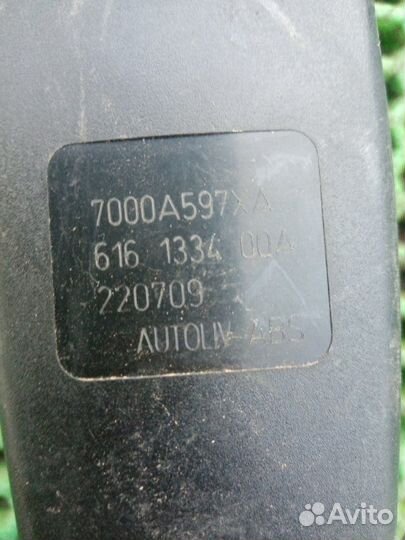 7000A597XA
616 1334 00A
220709
AUTOLIV-ABS
Avito